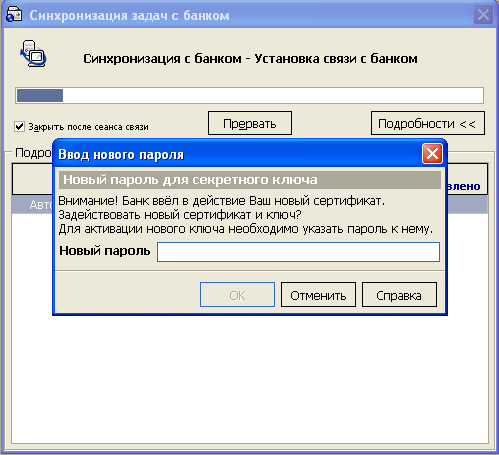 Синхронизация задач с банком
Синхронизация с банком - Установка связи с банком
Закрыть после сеанса связи
Прервать
Подробности <<
Подро
Ввод нового пароля
влено
Новый пароль для секретного ключа
Авто
Внимание! Банк ввёл в действие Ваш новый сертификат.
Задействовать новый сертификат и ключ?
Для активации нового ключа необходимо указать пароль к нему.
Новый пароль
ОК
Отменить
Справка